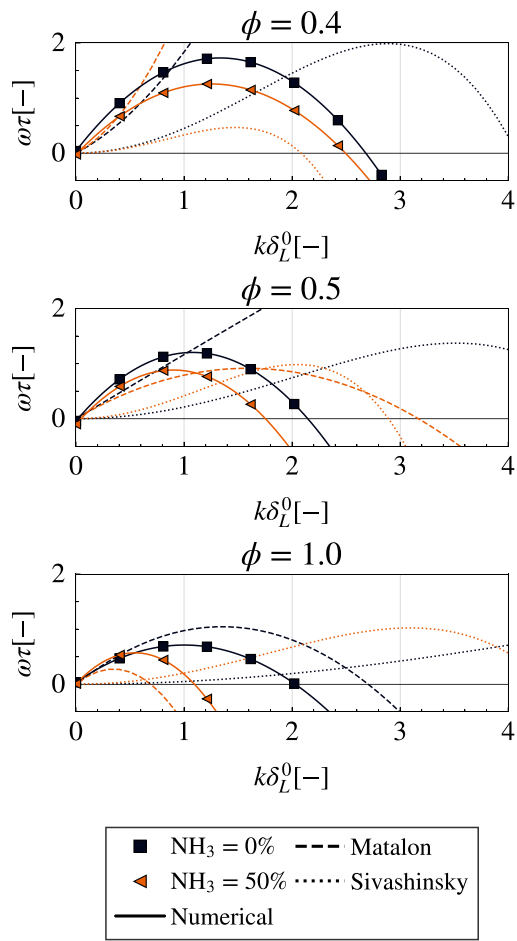 ϕ = 0.4
2
0
ωτ[−]
0 1 2 3 4
kδ_L^0[−]
ϕ = 0.5
2
0
ωτ[−]
0 1 2 3 4
kδ_L^0[−]
ϕ = 1.0
2
0
ωτ[−]
0 1 2 3 4
kδ_L^0[−]
NH₃ = 0% Matalon
NH₃ = 50% Sivashinsky
Numerical